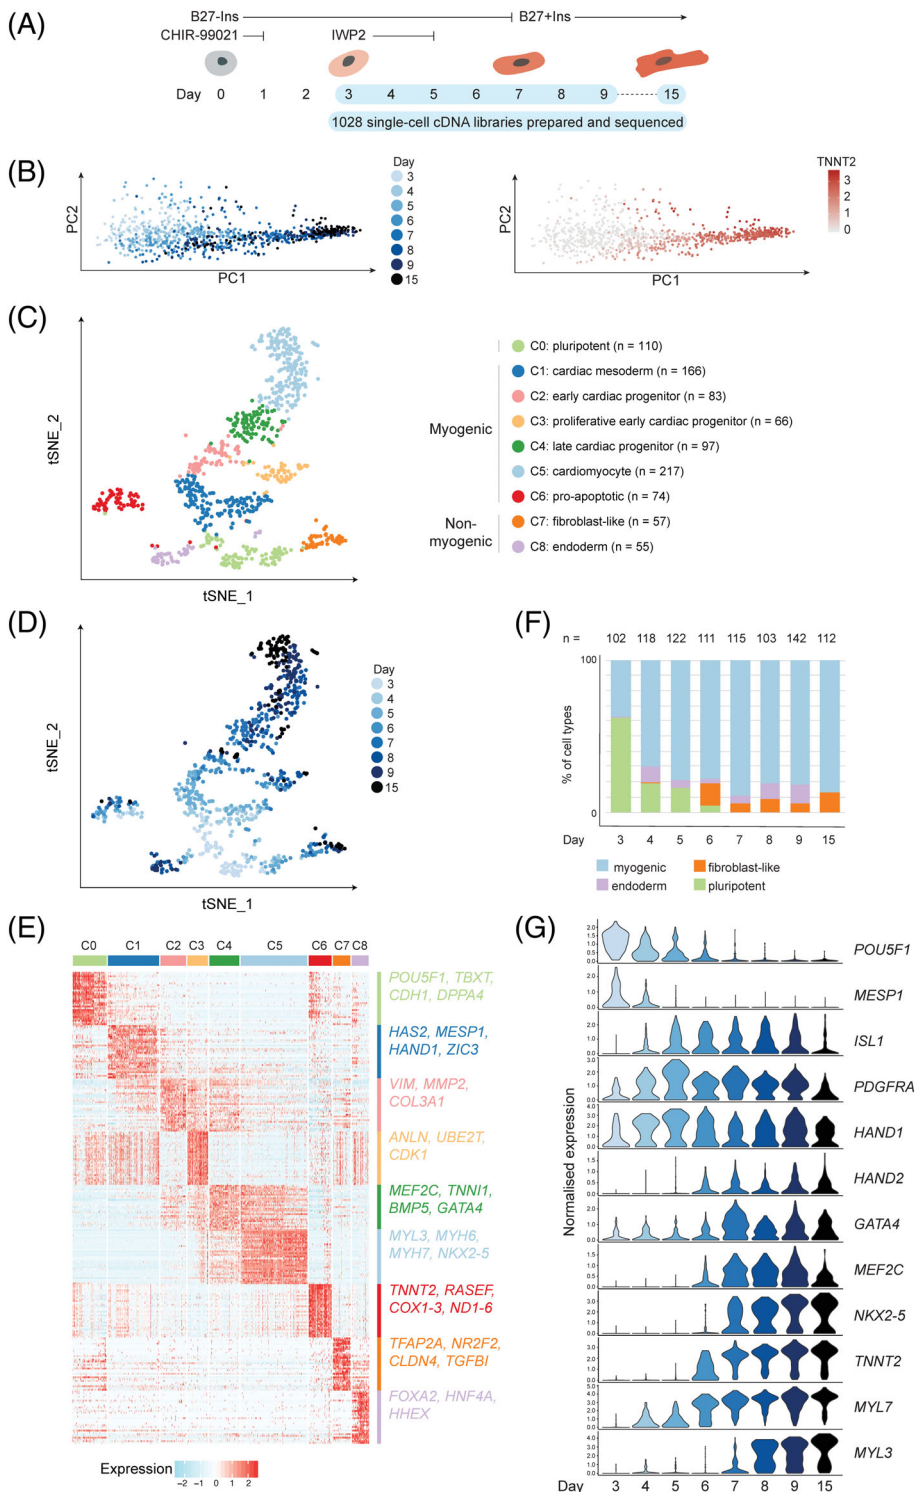 (A)
B27-Ins
B27+Ins
CHIR-99021
IWP2
Day 0 1 2 3 4 5 6 7 8 9 15
1028 single-cell cDNA libraries prepared and sequenced
(B)
PC2
PC1
Day
3
4
5
6
7
8
9
15
PC2
PC1
TNNT2
3
2
1
0
(C)
tSNE_2
tSNE_1
C0: pluripotent (n = 110)
C1: cardiac mesoderm (n = 166)
C2: early cardiac progenitor (n = 83)
C3: proliferative early cardiac progenitor (n = 66)
Myogenic
C4: late cardiac progenitor (n = 97)
C5: cardiomyocyte (n = 217)
C6: pro-apoptotic (n = 74)
Non-
myogenic
C7: fibroblast-like (n = 57)
C8: endoderm (n = 55)
(D)
tSNE_2
tSNE_1
Day
3
4
5
6
7
8
9
15
(F)
n = 102 118 122 111 115 103 142 112
100
% of cell types
0
Day 3 4 5 6 7 8 9 15
myogenic
fibroblast-like
endoderm
pluripotent
(E)
C0 C1 C2 C3 C4 C5 C6 C7 C8
POU5F1, TBXT,
CDH1, DPPA4
HAS2, MESP1,
HAND1, ZIC3
VIM, MMP2,
COL3A1
ANLN, UBE2T,
CDK1
MEF2C, TNNI1,
BMP5, GATA4
MYL3, MYH6,
MYH7, NKX2-5
TNNT2, RASEF,
COX1-3, ND1-6
TFAP2A, NR2F2,
CLDN4, TGFBI
FOXA2, HNF4A,
HHEX
Expression
−2 −1 0 1 2
(G)
Normalised expression
POU5F1
MESP1
ISL1
PDGFRA
HAND1
HAND2
GATA4
MEF2C
NKX2-5
TNNT2
MYL7
MYL3
Day 3 4 5 6 7 8 9 15